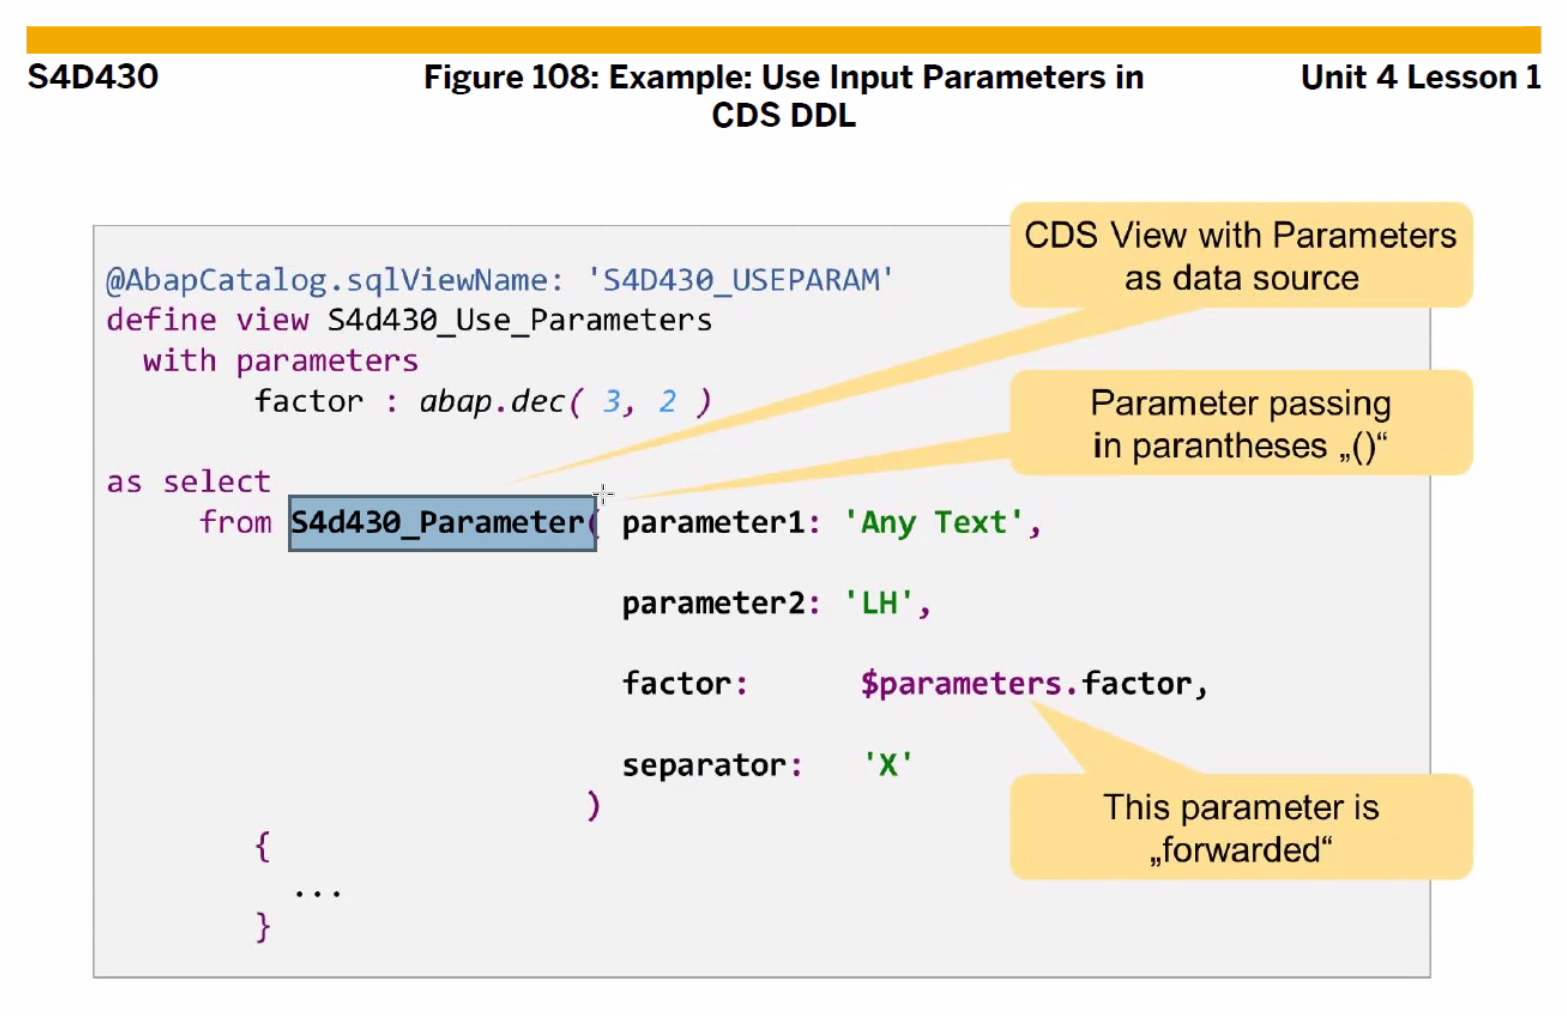 S4D430
Figure 108: Example: Use Input Parameters in
CDS DDL
Unit 4 Lesson 1
@AbapCatalog.sqlViewName: 'S4D430_USEPARAM'
define view S4d430_Use_Parameters
with parameters
factor : abap.dec( 3, 2 )
as select
from S4d430_Parameter( parameter1: 'Any Text',
parameter2: 'LH',
factor: $parameters.factor,
separator: 'X'
)
{
...
}
CDS View with Parameters
as data source
Parameter passing
in parantheses „()“
This parameter is
„forwarded“